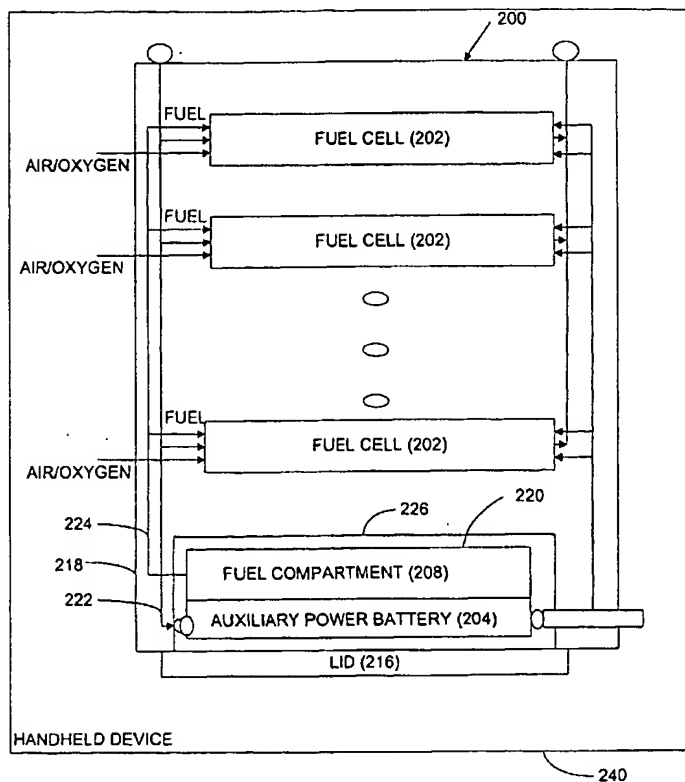 200
FUEL
FUEL CELL (202)
AIR/OXYGEN
FUEL
FUEL CELL (202)
AIR/OXYGEN
FUEL
FUEL CELL (202)
AIR/OXYGEN
220
226
224
218
FUEL COMPARTMENT (208)
222
AUXILIARY POWER BATTERY (204)
LID (216)
HANDHELD DEVICE
240